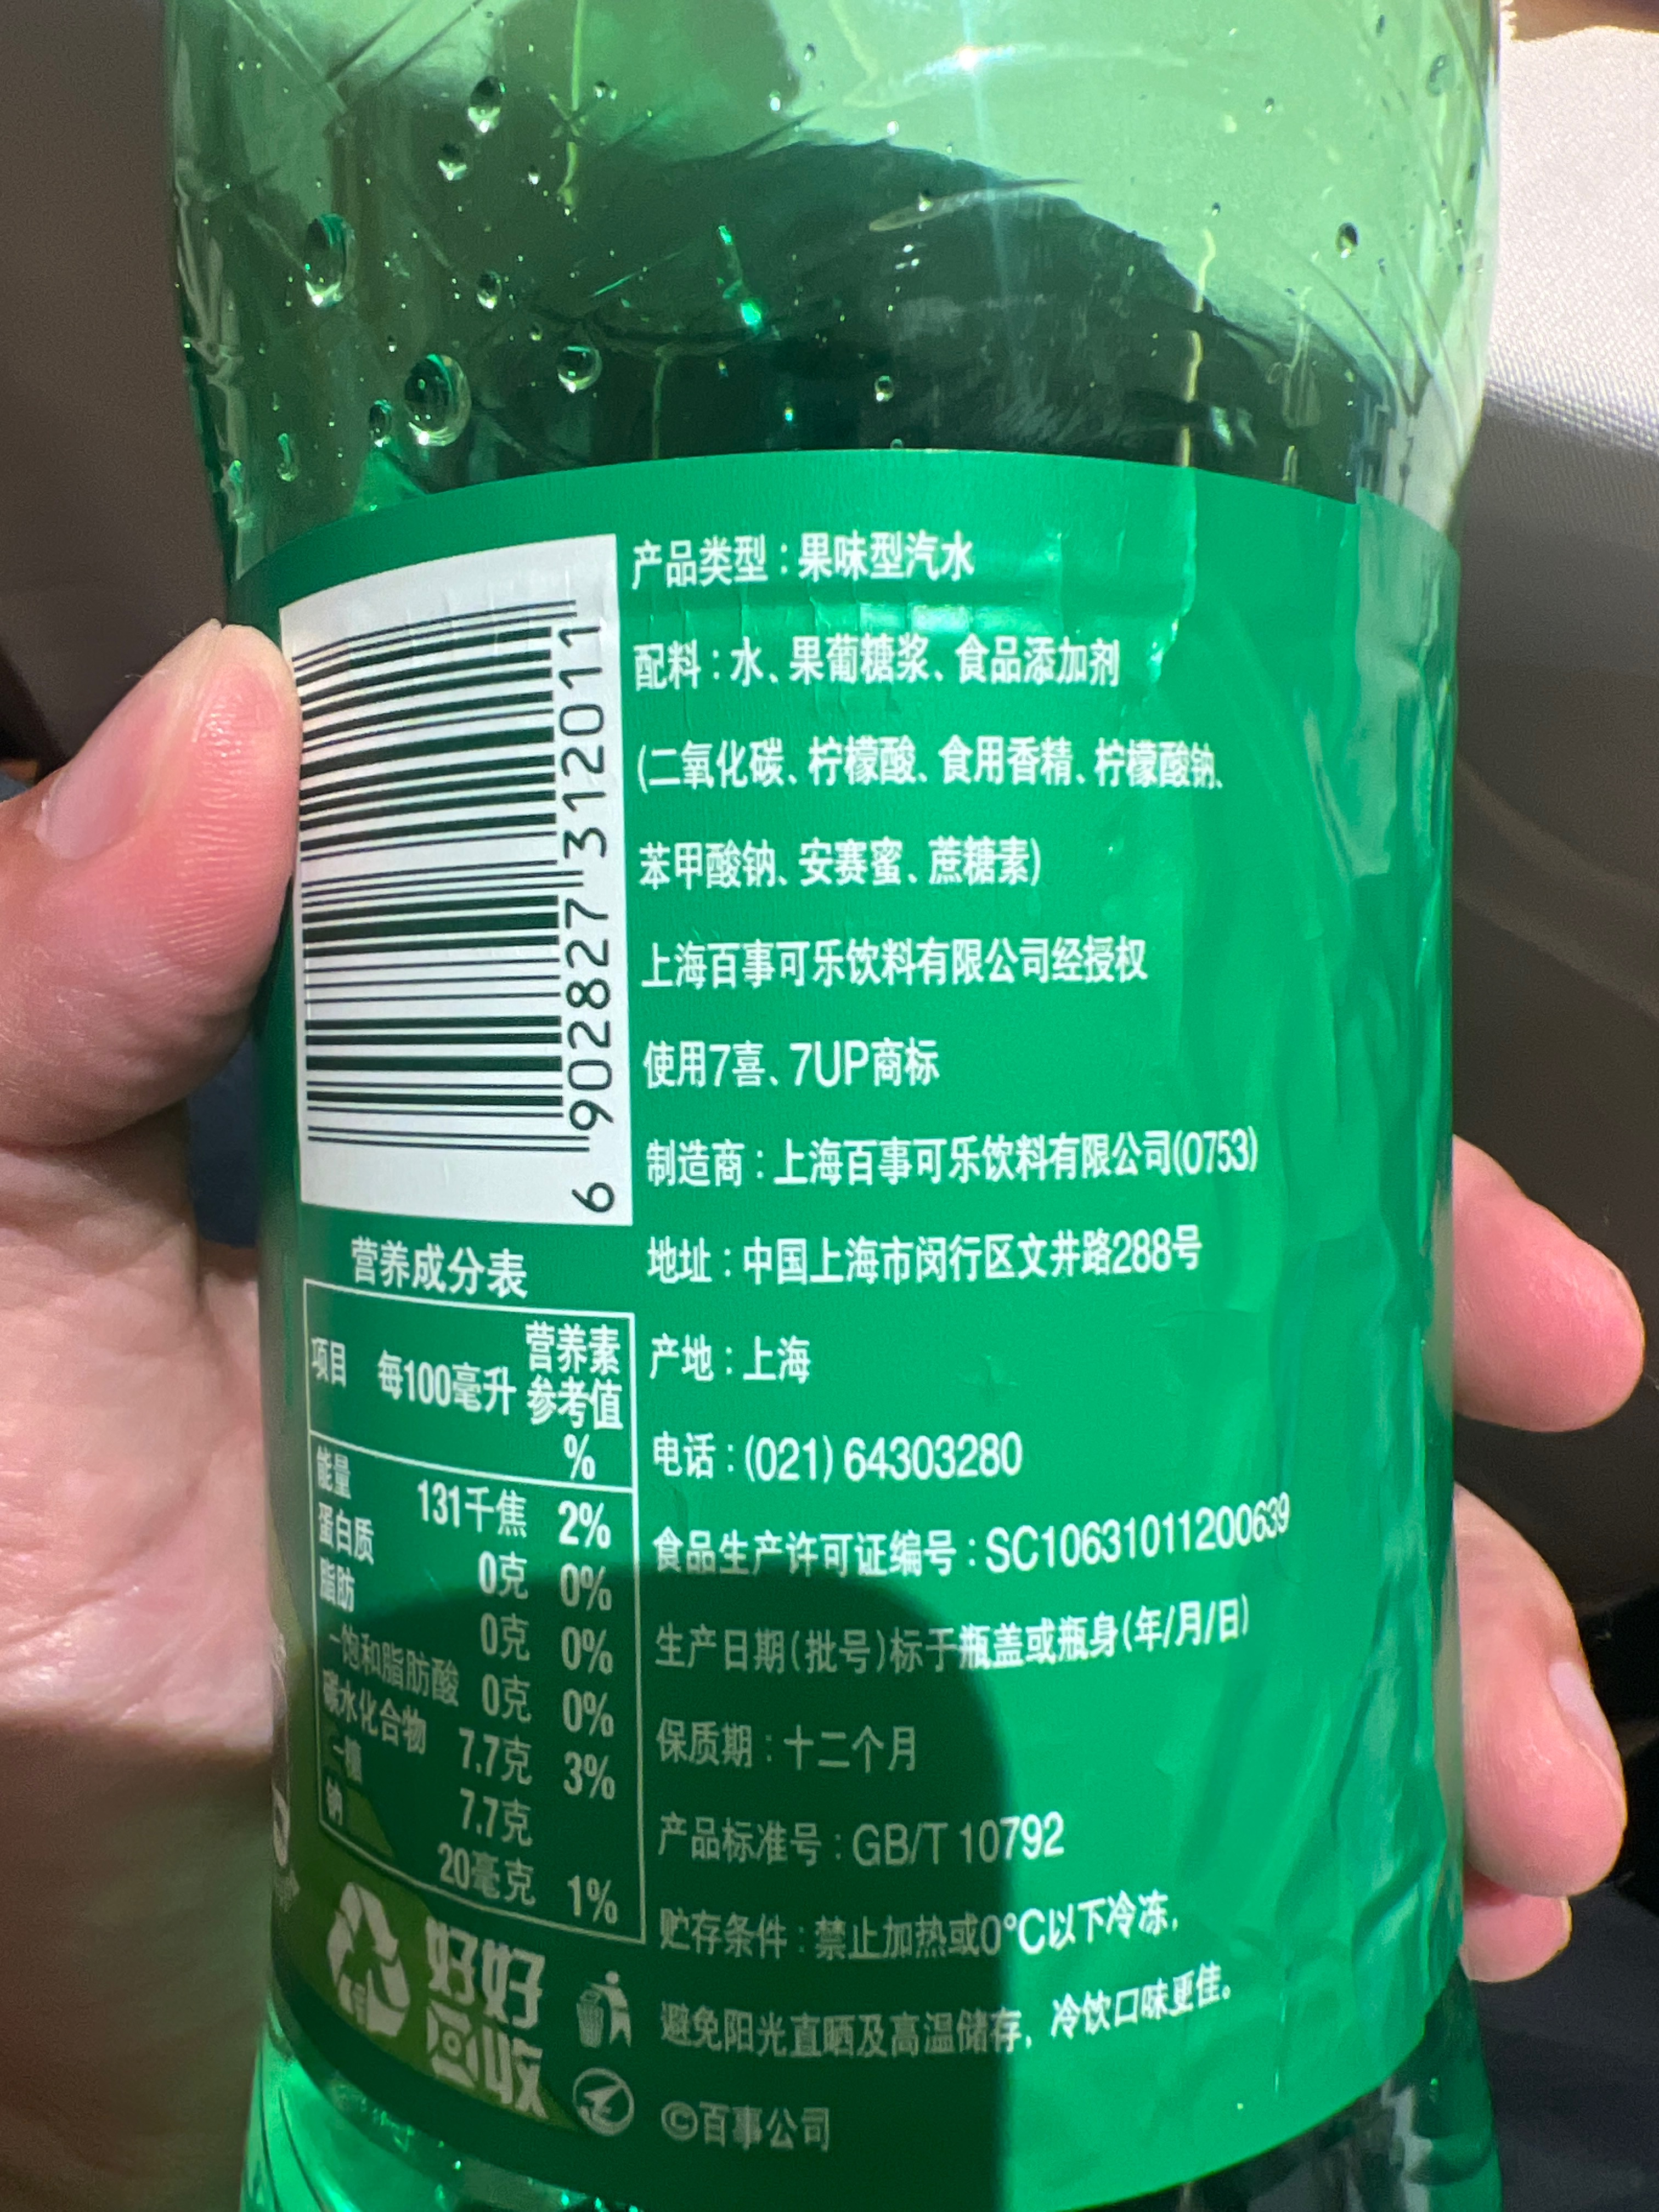 产品类型：果味型汽水
配料：水、果葡糖浆、食品添加剂
(二氧化碳、柠檬酸、食用香精、柠檬酸钠、
苯甲酸钠、安赛蜜、蔗糖素)
上海百事可乐饮料有限公司经授权
使用7喜、7UP商标
制造商：上海百事可乐饮料有限公司(0753)
地址：中国上海市闵行区文井路288号
产地：上海
电话：(021) 64303280
食品生产许可证编号：SC10631011200639
生产日期(批号)标于瓶盖或瓶身(年/月/日)
保质期：十二个月
产品标准号：GB/T 10792
贮存条件：禁止加热或0°C以下冷冻，
避免阳光直晒及高温储存，冷饮口味更佳。
©百事公司
6 902827 312011
营养成分表
项目 每100毫升 营养素参考值%
能量 131千焦 2%
蛋白质 0克 0%
脂肪 0克 0%
-饱和脂肪酸 0克 0%
碳水化合物 7.7克 3%
-糖 7.7克
钠 20毫克 1%
好好
回收